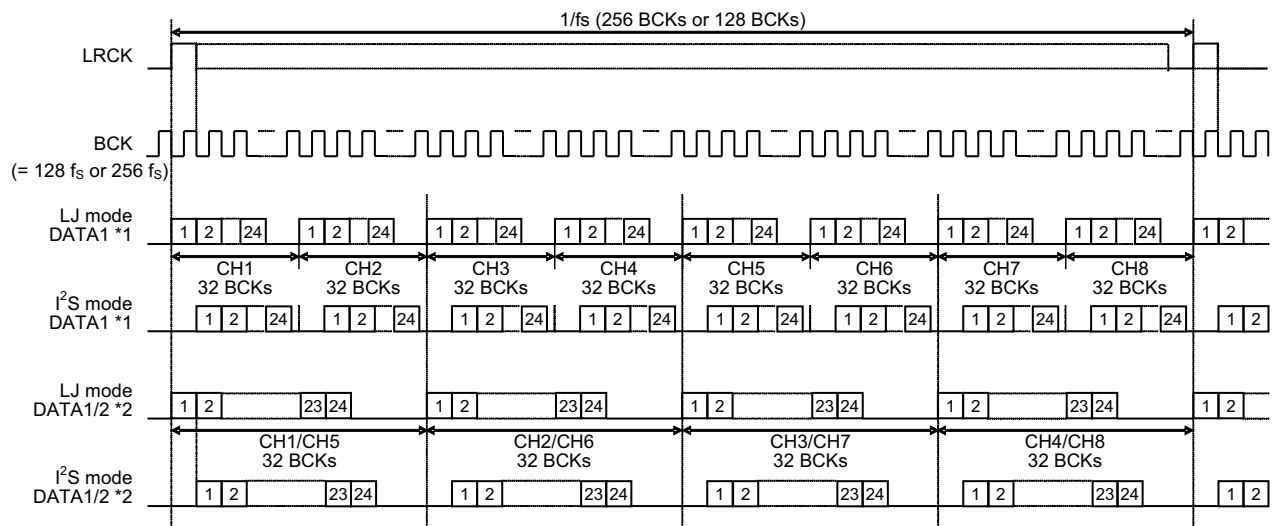 1/fs (256 BCKs or 128 BCKs)
LRCK
BCK
(= 128 fS or 256 fS)
LJ mode
DATA1 *1
1 2 24 1 2 24 1 2 24 1 2 24 1 2 24 1 2 24 1 2 24 1 2 24 1 2
CH1 CH2 CH3 CH4 CH5 CH6 CH7 CH8
32 BCKs 32 BCKs 32 BCKs 32 BCKs 32 BCKs 32 BCKs 32 BCKs 32 BCKs
I²S mode
DATA1 *1
1 2 24 1 2 24 1 2 24 1 2 24 1 2 24 1 2 24 1 2 24 1 2 24 1 2
LJ mode
DATA1/2 *2
1 2 23 24 1 2 23 24 1 2 23 24 1 2 23 24 1 2
CH1/CH5 CH2/CH6 CH3/CH7 CH4/CH8
32 BCKs 32 BCKs 32 BCKs 32 BCKs
I²S mode
DATA1/2 *2
1 2 23 24 1 2 23 24 1 2 23 24 1 2 23 24 1 2